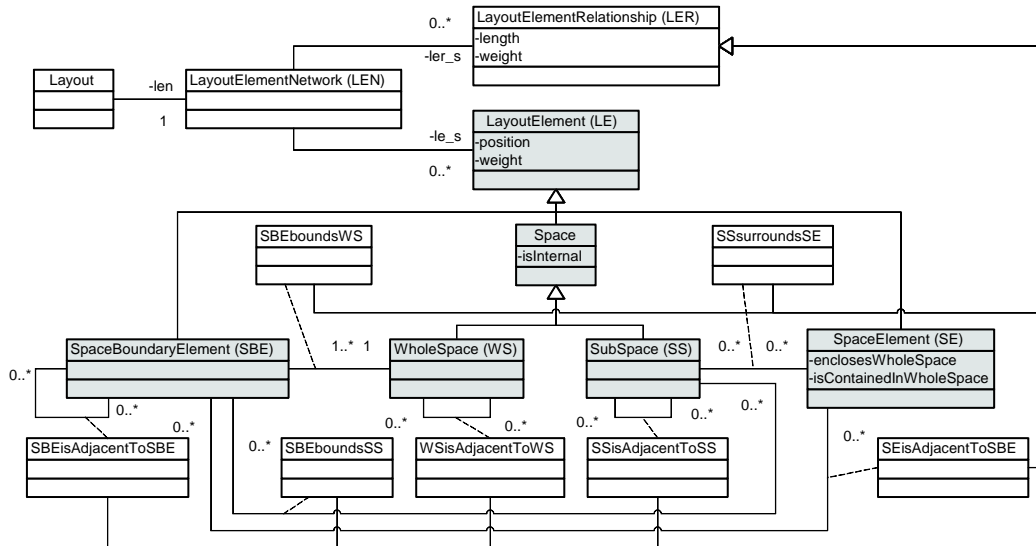 0..*
LayoutElementRelationship (LER)
-length
-ler_s
-weight
Layout
-len
LayoutElementNetwork (LEN)
1
LayoutElement (LE)
-le_s
-position
-weight
0..*
SBEboundsWS
Space
-isInternal
SSsurroundsSE
SpaceBoundaryElement (SBE)
1..*
1
WholeSpace (WS)
SubSpace (SS)
0..*
0..*
SpaceElement (SE)
-enclosesWholeSpace
-isContainedInWholeSpace
0..*
0..*
0..*
0..*
0..*
0..*
0..*
0..*
0..*
0..*
0..*
SBEisAdjacentToSBE
SBEboundsSS
WSisAdjacentToWS
SSisAdjacentToSS
SEisAdjacentToSBE